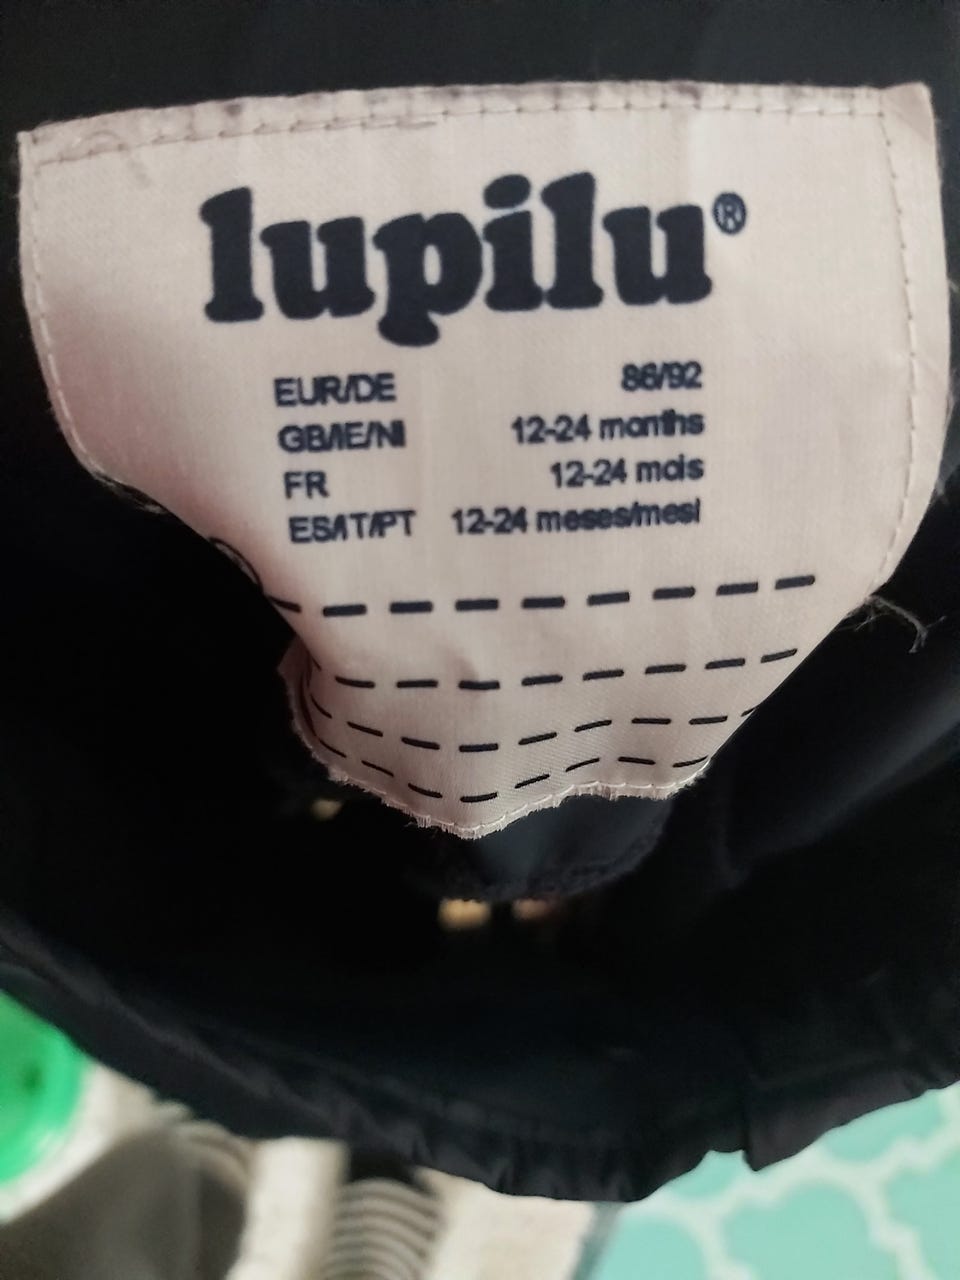 lupilu®
EUR/DE 86/92
GB/IE/NI 12-24 months
FR 12-24 mois
ES/IT/PT 12-24 meses/mesi